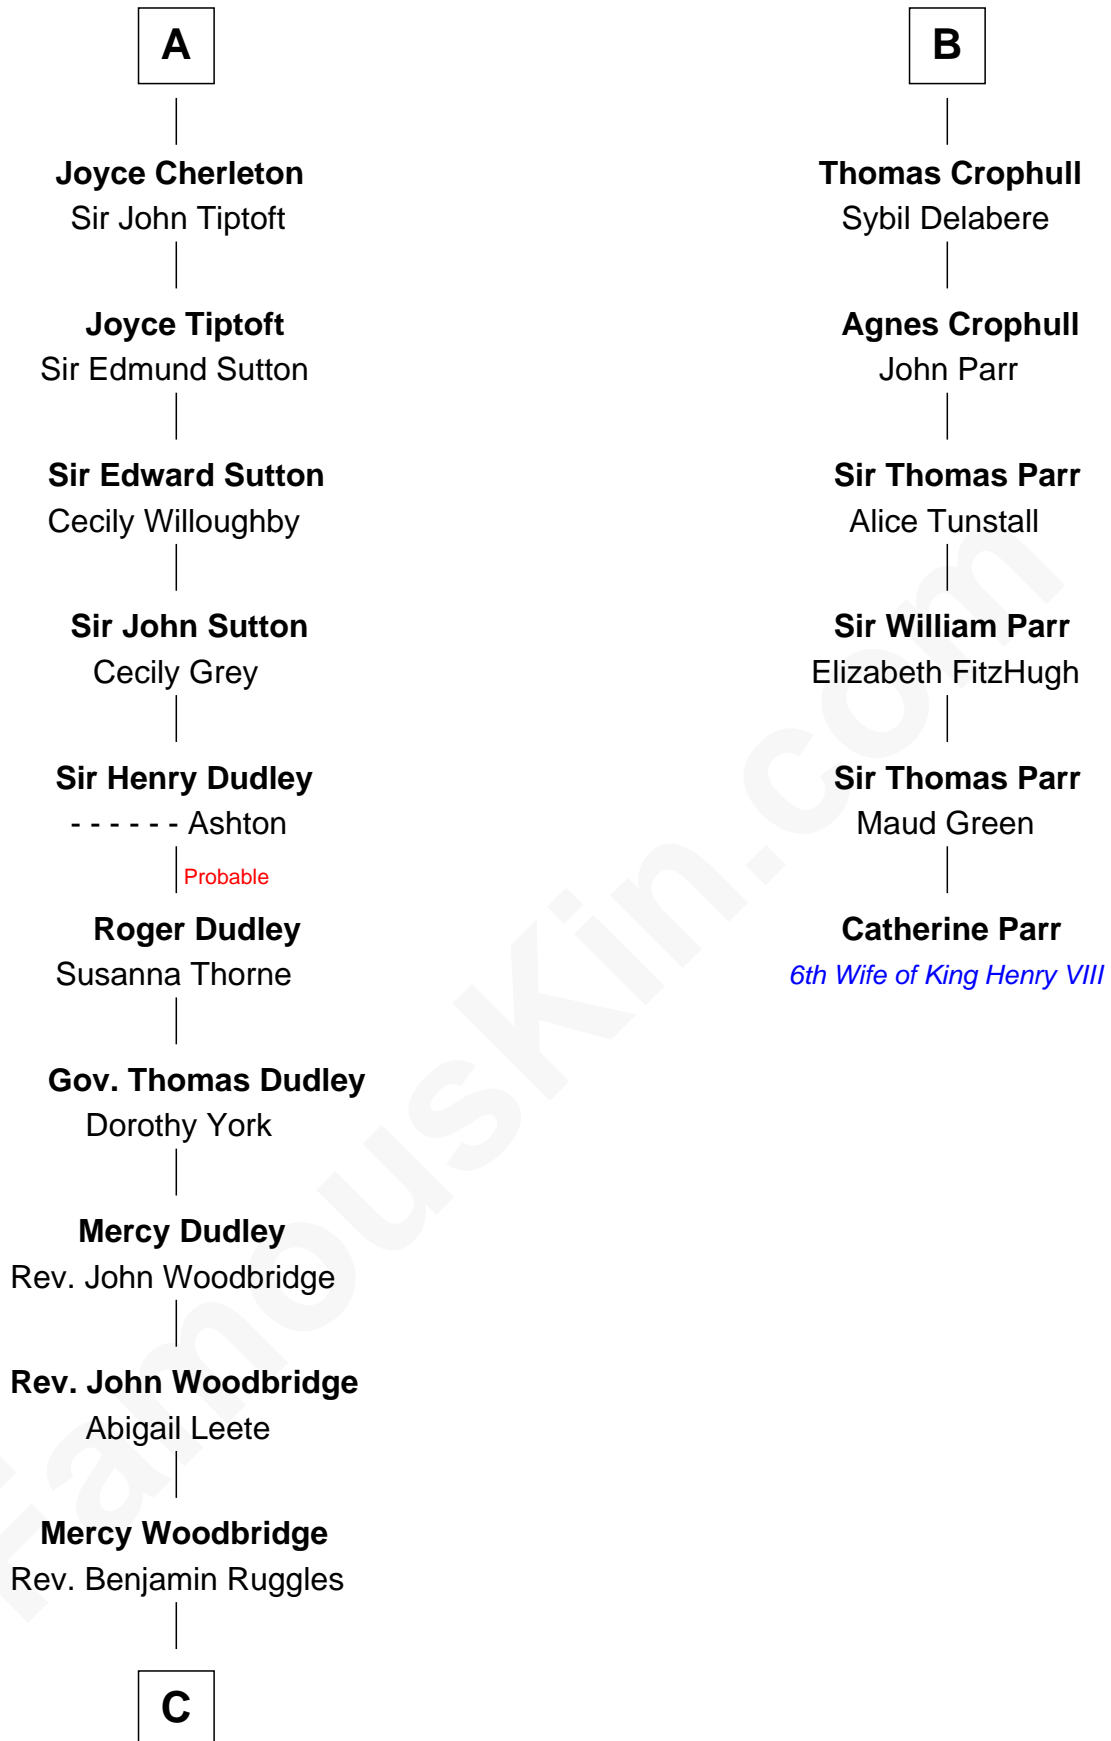 A
Joyce Cherleton
Sir John Tiptoft
Joyce Tiptoft
Sir Edmund Sutton
Sir Edward Sutton
Cecily Willoughby
Sir John Sutton
Cecily Grey
Sir Henry Dudley
- - - - - - Ashton
Probable
Roger Dudley
Susanna Thorne
Gov. Thomas Dudley
Dorothy York
Mercy Dudley
Rev. John Woodbridge
Rev. John Woodbridge
Abigail Leete
Mercy Woodbridge
Rev. Benjamin Ruggles
C
B
Thomas Crophull
Sybil Delabere
Agnes Crophull
John Parr
Sir Thomas Parr
Alice Tunstall
Sir William Parr
Elizabeth FitzHugh
Sir Thomas Parr
Maud Green
Catherine Parr
6th Wife of King Henry VIII
FamousKin.com